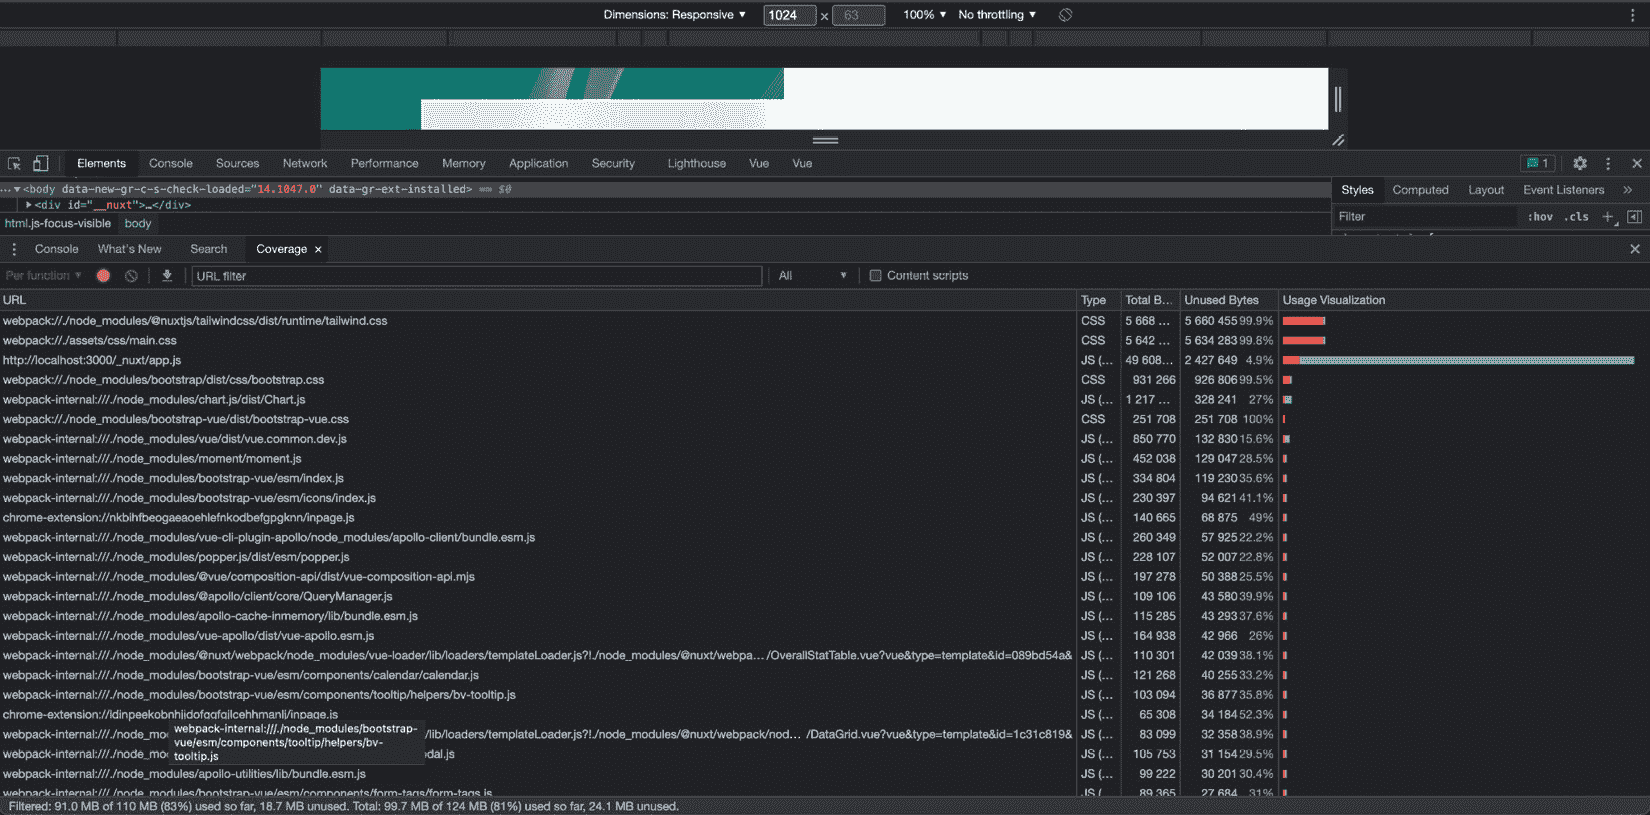 Dimensions: Responsive ▼ 1024 x 63 100% ▼ No throttling ▼
Elements Console Sources Network Performance Memory Application Security Lighthouse Vue Vue 1
<body data-new-gr-c-s-check-loaded="14.1047.0" data-gr-ext-installed> == $0
<div id="__nuxt">…</div>
html.js-focus-visible body
Styles Computed Layout Event Listeners »
Filter :hov .cls +
Console What's New Search Coverage ×
Per function ▼ URL filter All ▼ Content scripts
URL Type Total B... Unused Bytes Usage Visualization
webpack://./node_modules/@nuxtjs/tailwindcss/dist/runtime/tailwind.css CSS 5 668 ... 5 660 455 99.9%
webpack://./assets/css/main.css CSS 5 642 ... 5 634 283 99.8%
http://localhost:3000/_nuxt/app.js JS (... 49 608... 2 427 649 4.9%
webpack://./node_modules/bootstrap/dist/css/bootstrap.css CSS 931 266 926 806 99.5%
webpack-internal:///./node_modules/chart.js/dist/Chart.js JS (... 1 217 ... 328 241 27%
webpack://./node_modules/bootstrap-vue/dist/bootstrap-vue.css CSS 251 708 251 708 100%
webpack-internal:///./node_modules/vue/dist/vue.common.dev.js JS (... 850 770 132 830 15.6%
webpack-internal:///./node_modules/moment/moment.js JS (... 452 038 129 047 28.5%
webpack-internal:///./node_modules/bootstrap-vue/esm/index.js JS (... 334 804 119 230 35.6%
webpack-internal:///./node_modules/bootstrap-vue/esm/icons/index.js JS (... 230 397 94 621 41.1%
chrome-extension://nkbihfbeogaeaoehlefnkodbefgpgknn/inpage.js JS (... 140 665 68 875 49%
webpack-internal:///./node_modules/vue-cli-plugin-apollo/node_modules/apollo-client/bundle.esm.js JS (... 260 349 57 925 22.2%
webpack-internal:///./node_modules/popper.js/dist/esm/popper.js JS (... 228 107 52 007 22.8%
webpack-internal:///./node_modules/@vue/composition-api/dist/vue-composition-api.mjs JS (... 197 278 50 388 25.5%
webpack-internal:///./node_modules/@apollo/client/core/QueryManager.js JS (... 109 106 43 580 39.9%
webpack-internal:///./node_modules/apollo-cache-inmemory/lib/bundle.esm.js JS (... 115 285 43 293 37.6%
webpack-internal:///./node_modules/vue-apollo/dist/vue-apollo.esm.js JS (... 164 938 42 966 26%
webpack-internal:///./node_modules/@nuxt/webpack/node_modules/vue-loader/lib/loaders/templateLoader.js?!./node_modules/@nuxt/webpa… /OverallStatTable.vue?vue&type=template&id=089bd54a& JS (... 110 301 42 039 38.1%
webpack-internal:///./node_modules/bootstrap-vue/esm/components/calendar/calendar.js JS (... 121 268 40 255 33.2%
webpack-internal:///./node_modules/bootstrap-vue/esm/components/tooltip/helpers/bv-tooltip.js JS (... 103 094 36 877 35.8%
chrome-extension://ldinpeekobnhjjdofggfgjlcehhmanlj/inpage.js JS (... 65 308 34 184 52.3%
webpack-internal:///./node_mo /lib/loaders/templateLoader.js?!./node_modules/@nuxt/webpack/nod… /DataGrid.vue?vue&type=template&id=1c31c819& JS (... 83 099 32 358 38.9%
webpack-internal:///./node_mo dal.js JS (... 105 753 31 154 29.5%
webpack-internal:///./node_modules/bootstrap-
vue/esm/components/tooltip/helpers/bv-
tooltip.js
webpack-internal:///./node_modules/apollo-utilities/lib/bundle.esm.js JS (... 99 222 30 201 30.4%
webpack-internal:///./node_modules/bootstrap-vue/esm/components/form-tags/form-tags.js JS (... 89 365 27 684 31%
Filtered: 91.0 MB of 110 MB (83%) used so far, 18.7 MB unused. Total: 99.7 MB of 124 MB (81%) used so far, 24.1 MB unused.